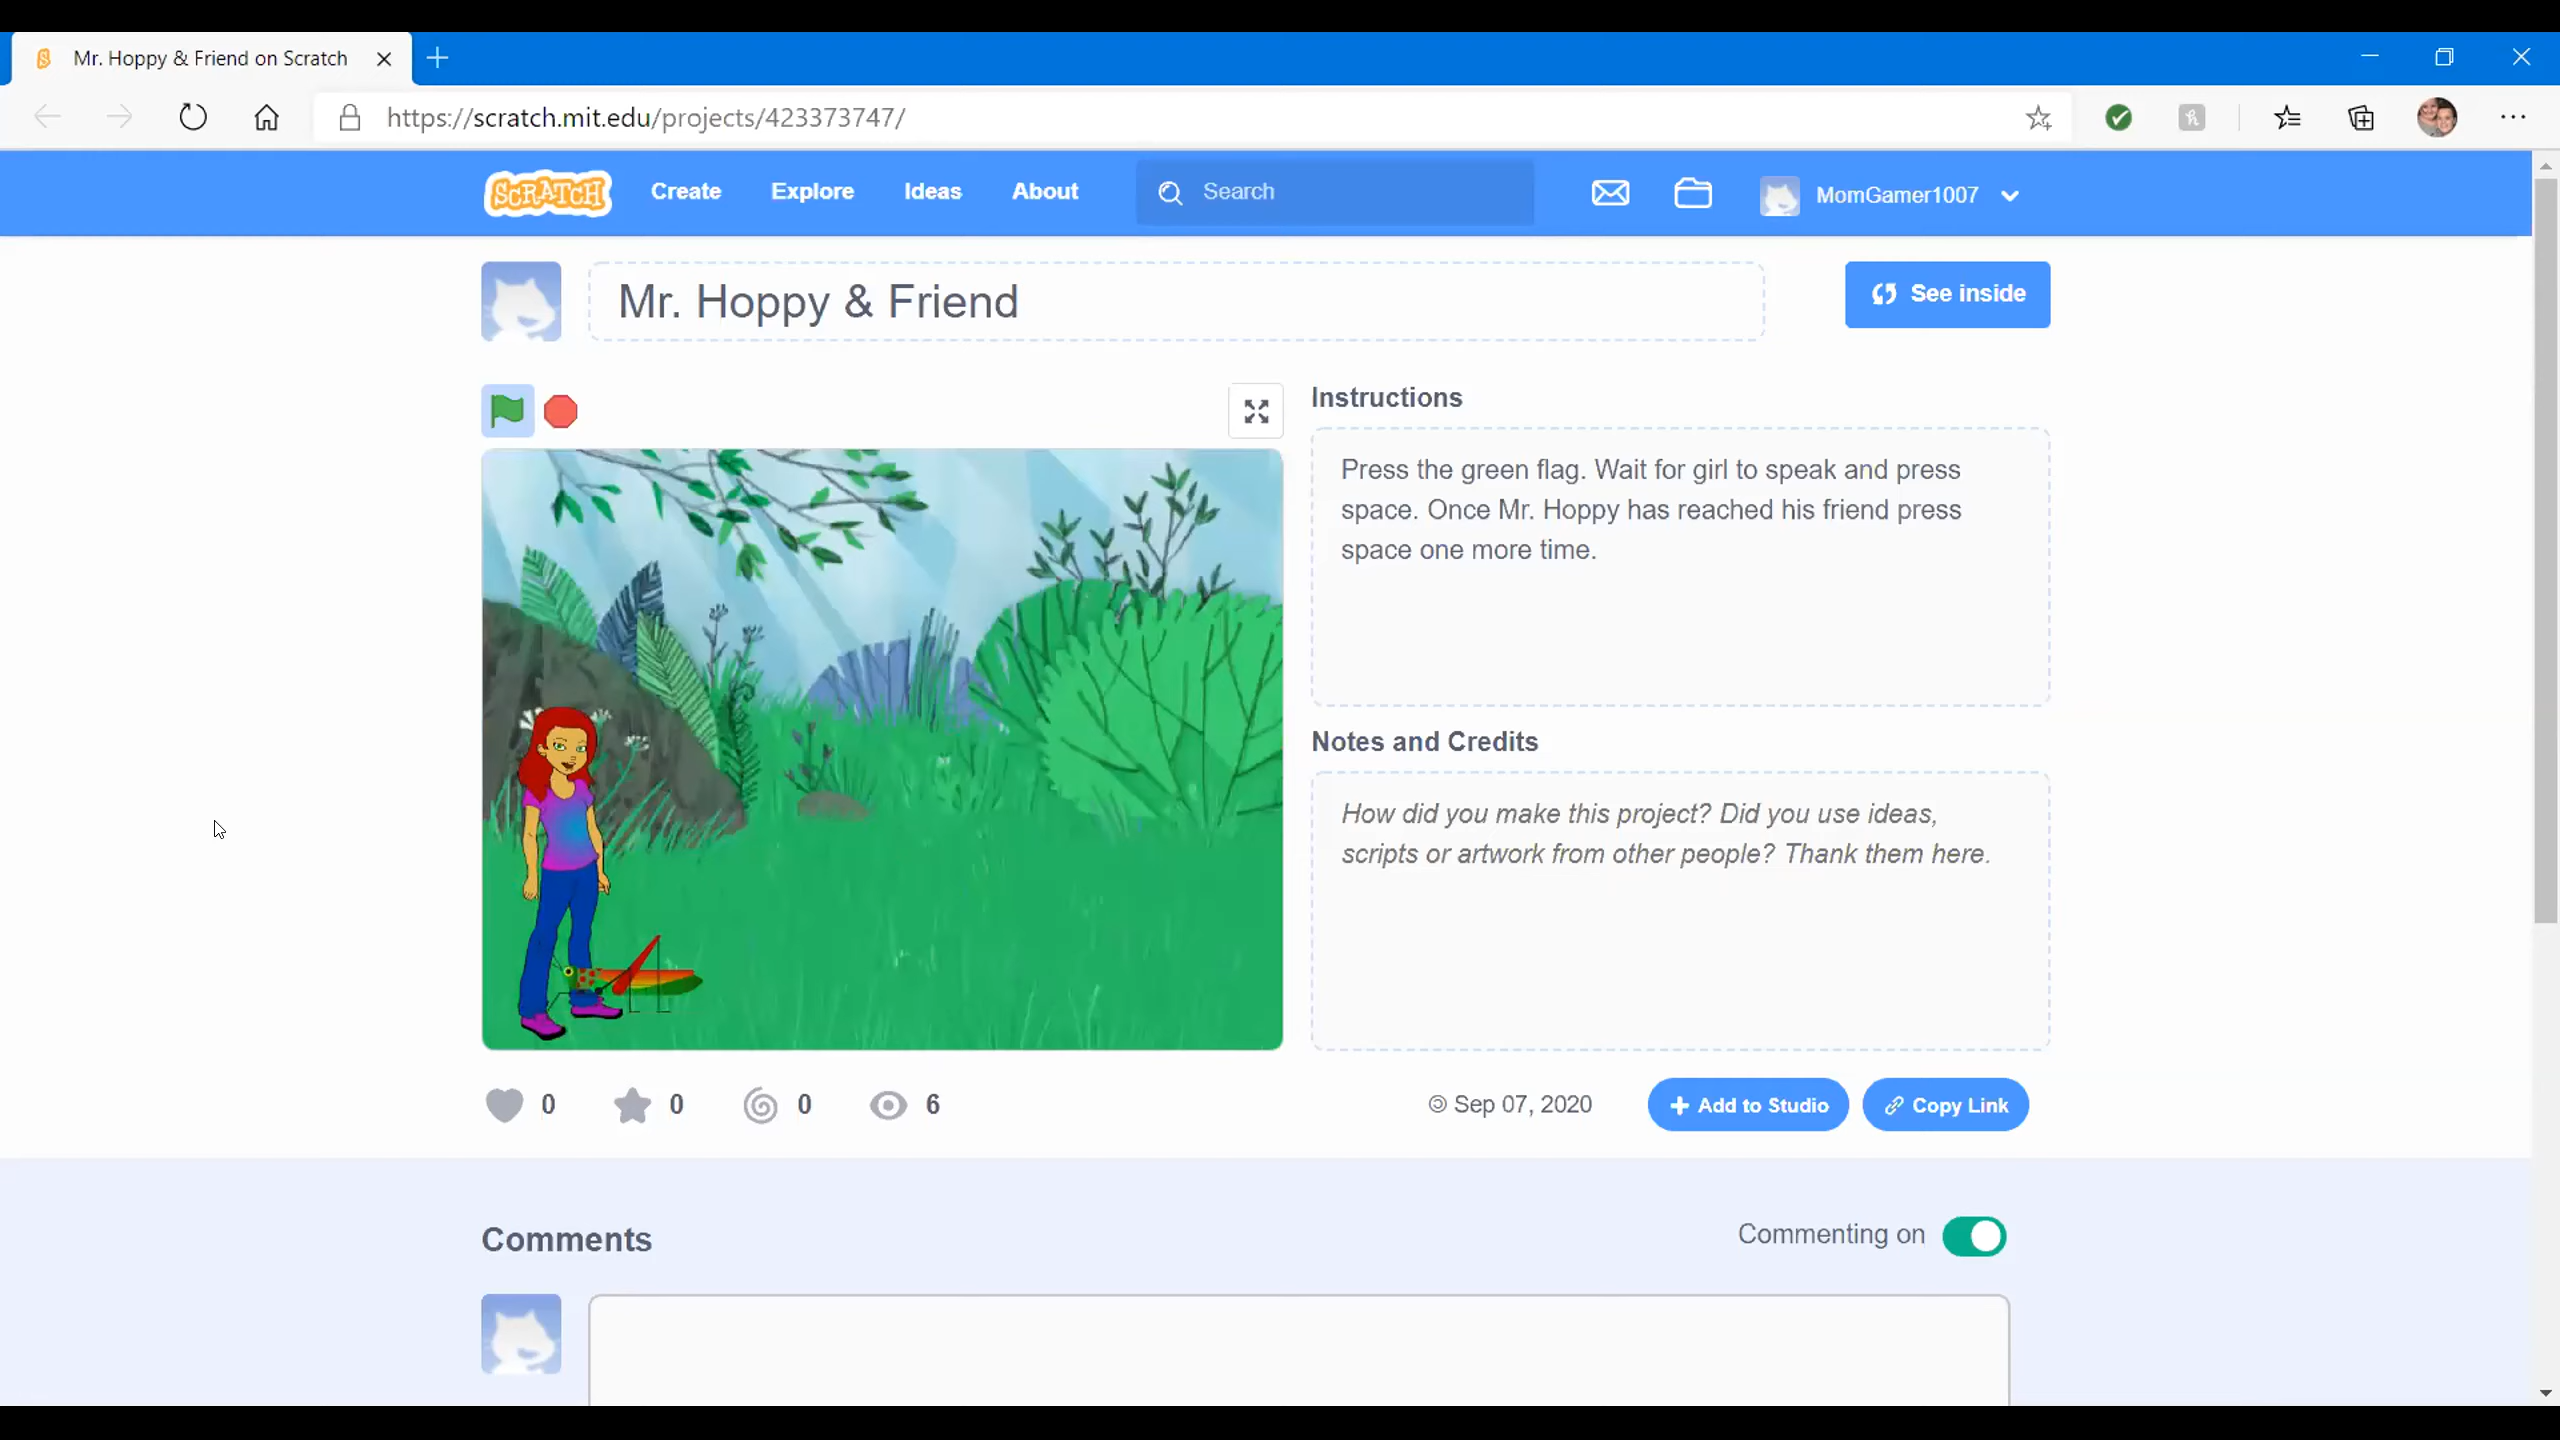 Mr. Hoppy & Friend on Scratch
https://scratch.mit.edu/projects/423373747/
SCRATCH
Create
Explore
Ideas
About
Search
MomGamer1007
Mr. Hoppy & Friend
See inside
Instructions
Press the green flag. Wait for girl to speak and press
space. Once Mr. Hoppy has reached his friend press
space one more time.
Notes and Credits
How did you make this project? Did you use ideas,
scripts or artwork from other people? Thank them here.
0
0
0
6
© Sep 07, 2020
Add to Studio
Copy Link
Comments
Commenting on